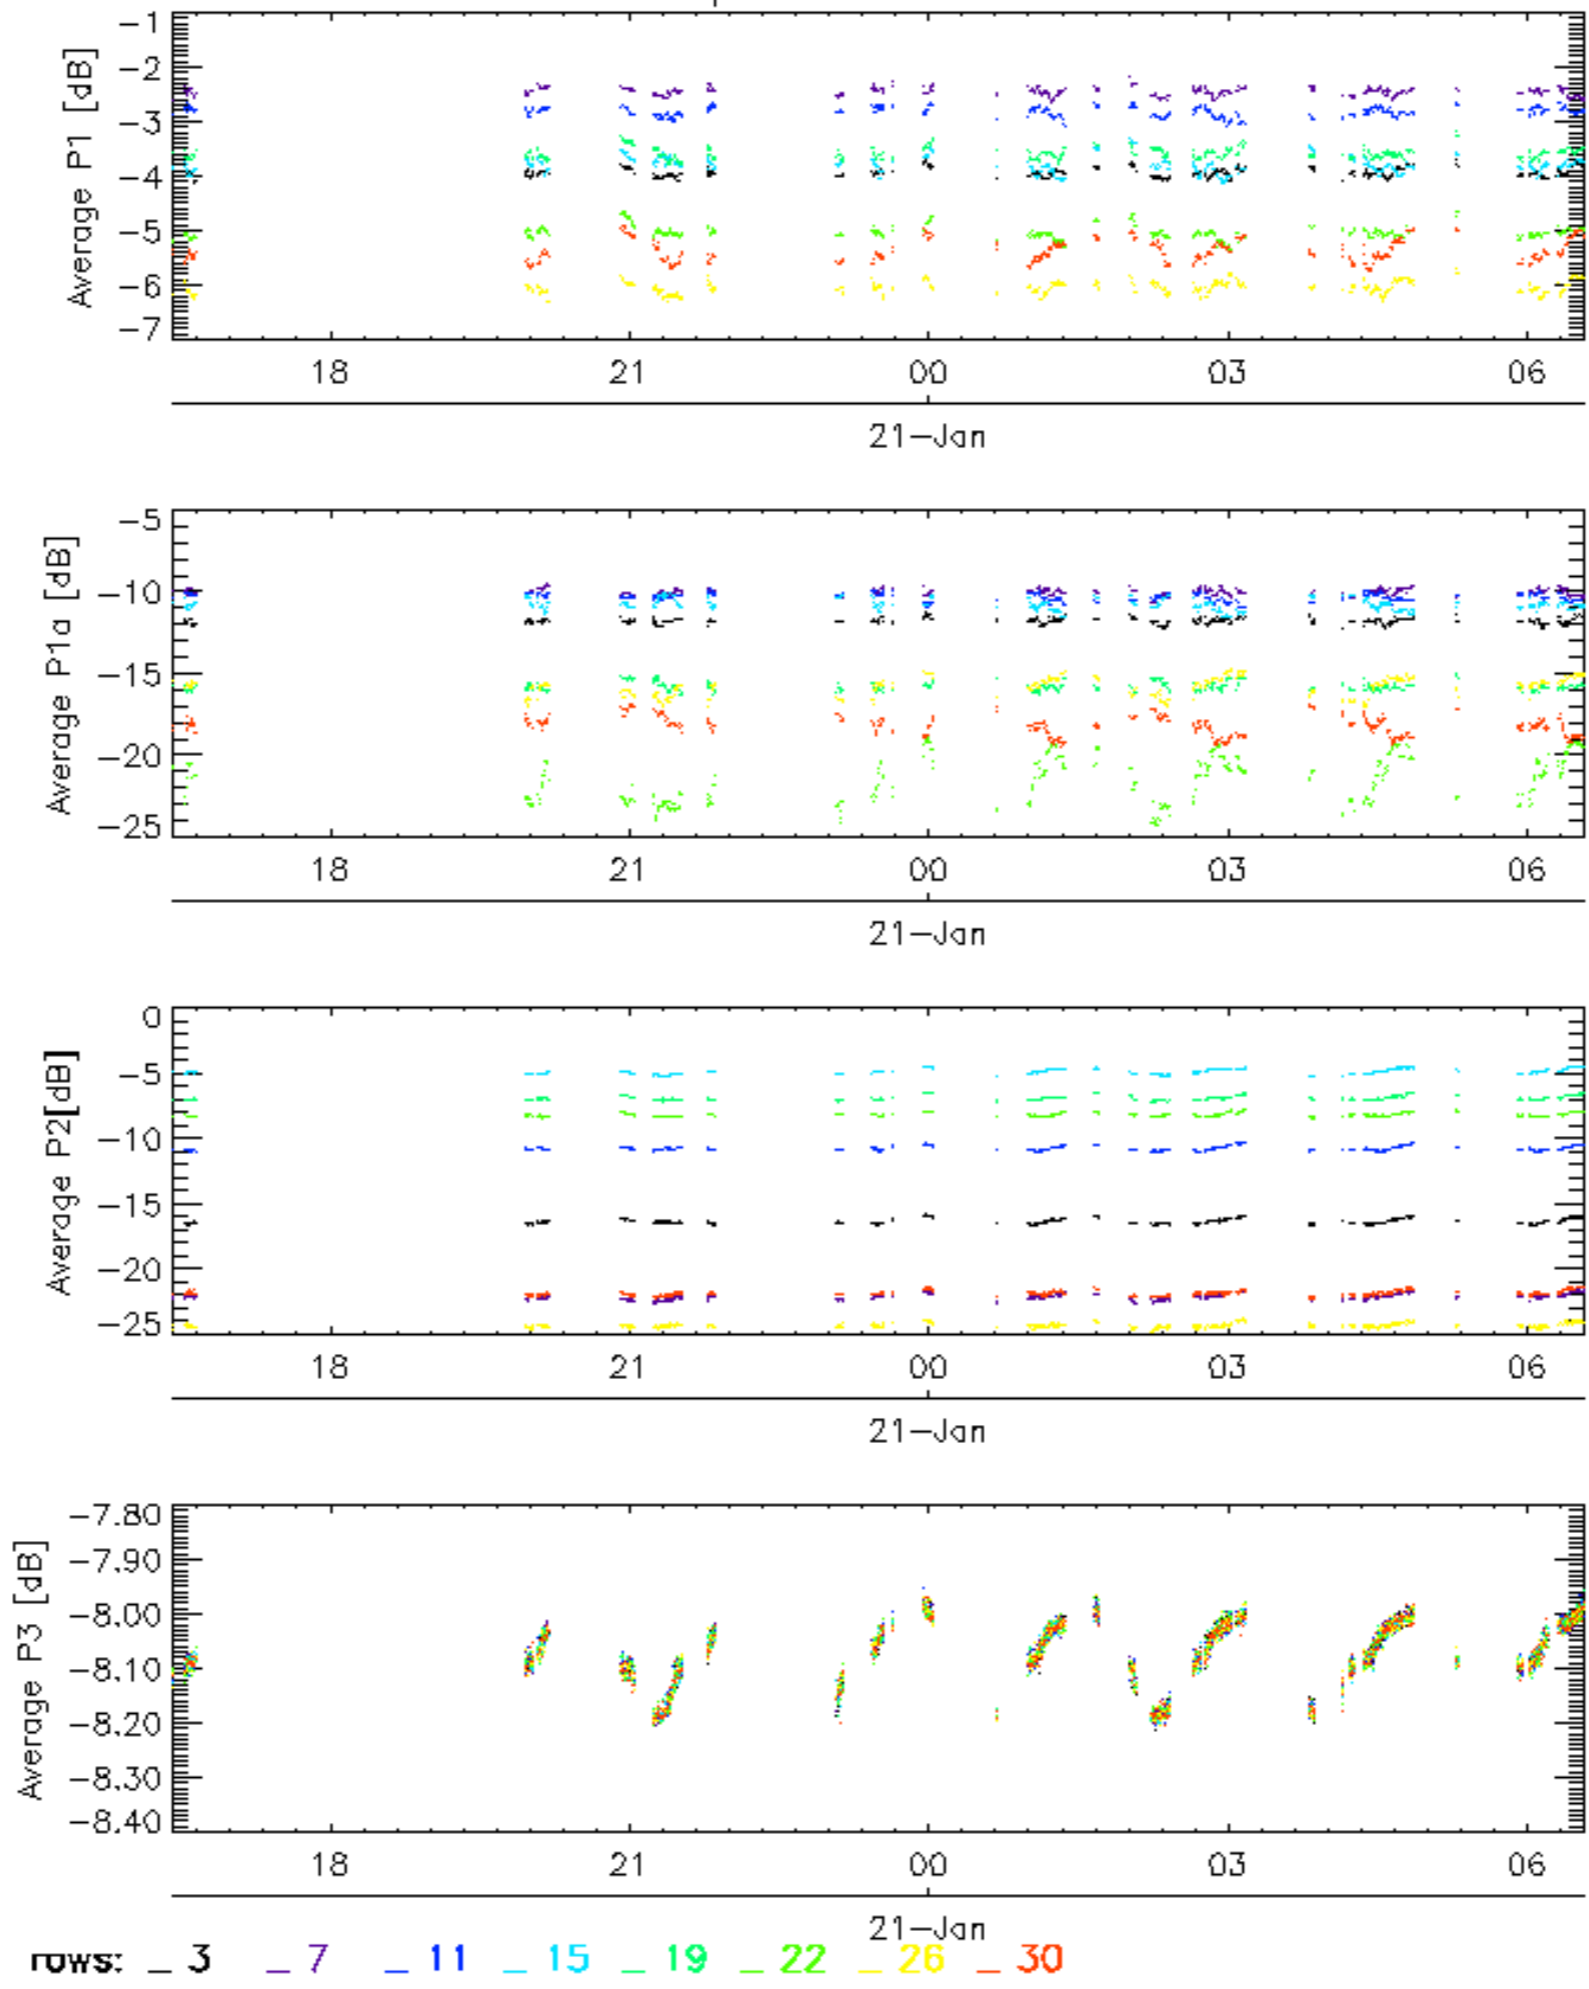 Average P1 [dB]
-1
-2
-3
-4
-5
-6
-7
18 21 00 03 06
21-Jan
Average P1a [dB]
-5
-10
-15
-20
-25
18 21 00 03 06
21-Jan
Average P2[dB]
0
-5
-10
-15
-20
-25
18 21 00 03 06
21-Jan
Average P3 [dB]
-7.80
-7.90
-8.00
-8.10
-8.20
-8.30
-8.40
18 21 00 03 06
21-Jan
rows: _ 3 _ 7 _ 11 _ 15 _ 19 _ 22 _ 26 _ 30